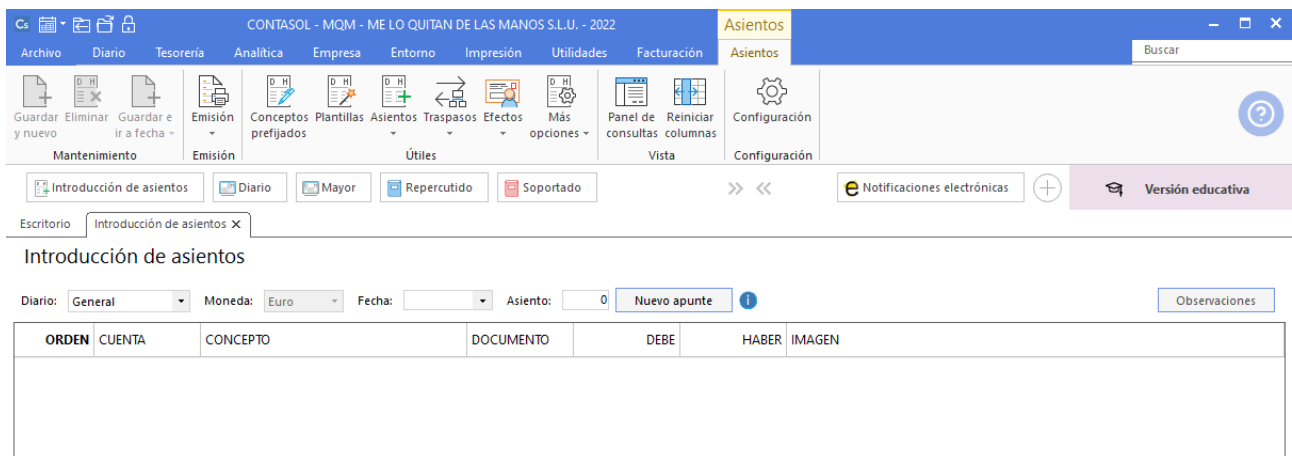 Cs CONTASOL - MQM - ME LO QUITAN DE LAS MANOS S.L.U. - 2022 Asientos
Archivo Diario Tesorería Analítica Empresa Entorno Impresión Utilidades Facturación Asientos Buscar
Guardar y nuevo Eliminar Guardar e ir a fecha Emisión Conceptos prefijados Plantillas Asientos Traspasos Efectos Más opciones Panel de consultas Reiniciar columnas Configuración
Mantenimiento Emisión Útiles Vista Configuración
Introducción de asientos Diario Mayor Repercutido Soportado Notificaciones electrónicas Versión educativa
Escritorio Introducción de asientos X
Introducción de asientos
Diario: General Moneda: Euro Fecha: Asiento: 0 Nuevo apunte Observaciones
ORDEN CUENTA CONCEPTO DOCUMENTO DEBE HABER IMAGEN